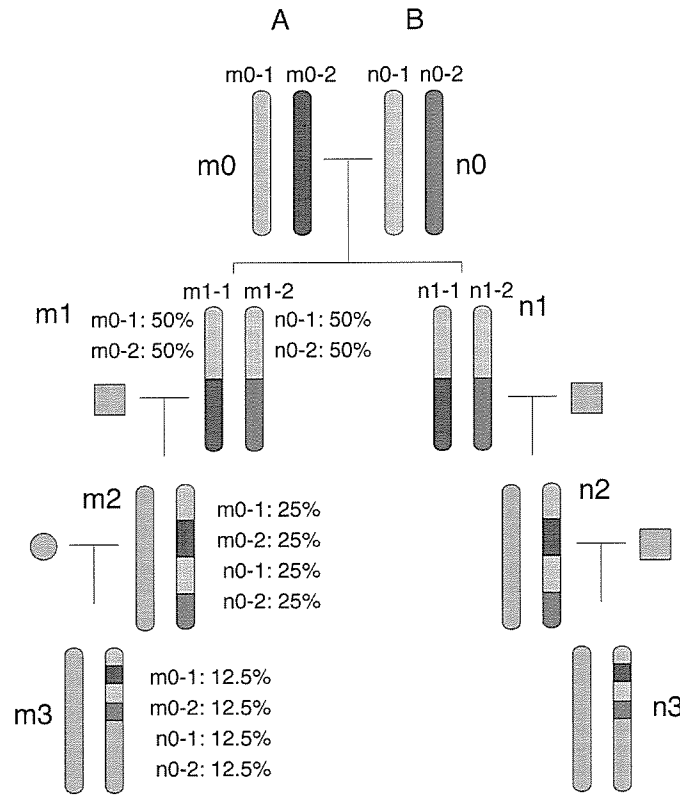 A B
m0-1 m0-2 n0-1 n0-2
m0 n0
m1-1 m1-2 n1-1 n1-2
m1 n1
m0-1: 50% n0-1: 50%
m0-2: 50% n0-2: 50%
m2 n2
m0-1: 25%
m0-2: 25%
n0-1: 25%
n0-2: 25%
m3 n3
m0-1: 12.5%
m0-2: 12.5%
n0-1: 12.5%
n0-2: 12.5%